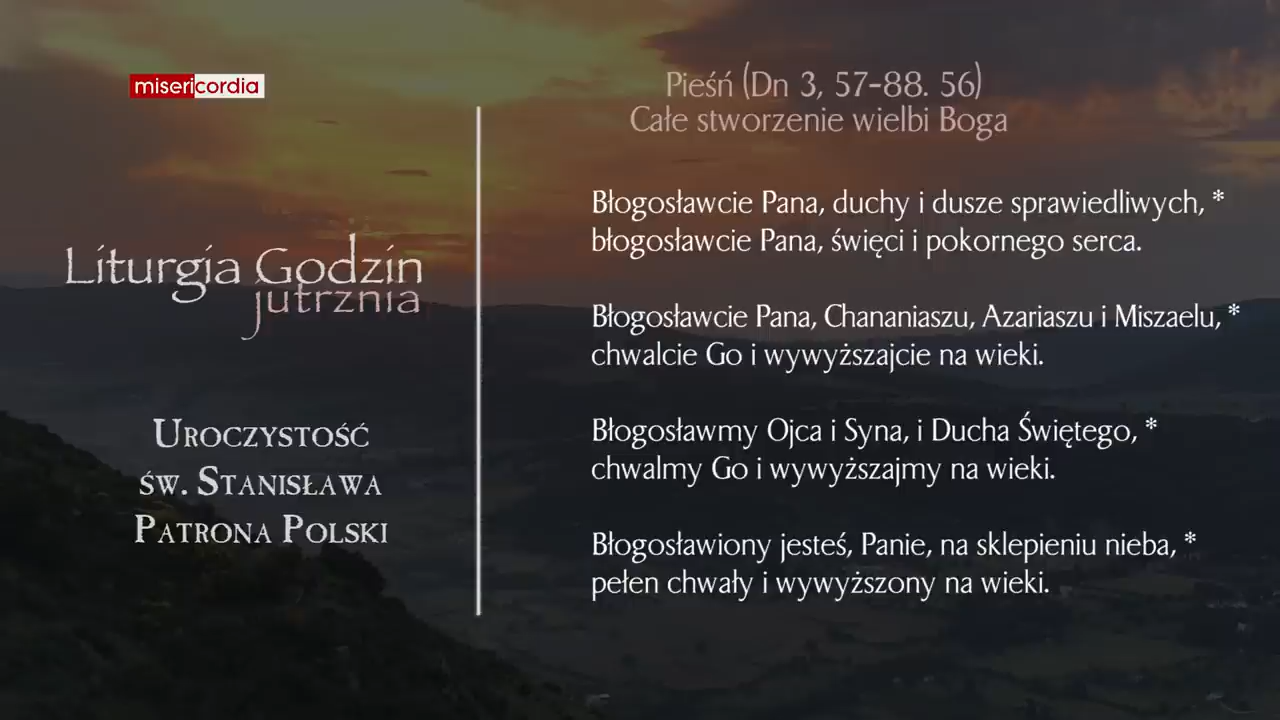 misericordia
Liturgia Godzin
jutrznia
Uroczystość
św. Stanisława
Patrona Polski
Pieśń (Dn 3, 57-88. 56)
Całe stworzenie wielbi Boga
Błogosławcie Pana, duchy i dusze sprawiedliwych, *
błogosławcie Pana, święci i pokornego serca.
Błogosławcie Pana, Chananiaszu, Azariaszu i Miszaelu, *
chwalcie Go i wywyższajcie na wieki.
Błogosławmy Ojca i Syna, i Ducha Świętego, *
chwalmy Go i wywyższajmy na wieki.
Błogosławiony jesteś, Panie, na sklepieniu nieba, *
pełen chwały i wywyższony na wieki.